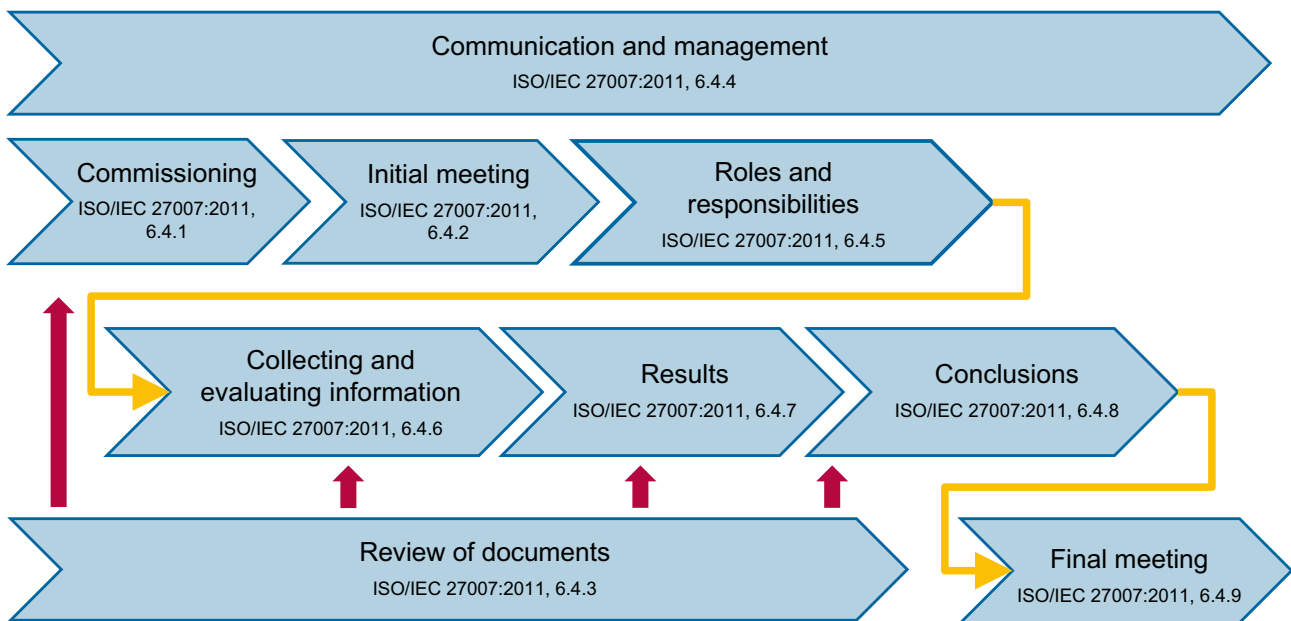 Communication and management
ISO/IEC 27007:2011, 6.4.4
Commissioning
ISO/IEC 27007:2011,
6.4.1
Initial meeting
ISO/IEC 27007:2011,
6.4.2
Roles and
responsibilities
ISO/IEC 27007:2011, 6.4.5
Collecting and
evaluating information
ISO/IEC 27007:2011, 6.4.6
Results
ISO/IEC 27007:2011, 6.4.7
Conclusions
ISO/IEC 27007:2011, 6.4.8
Review of documents
ISO/IEC 27007:2011, 6.4.3
Final meeting
ISO/IEC 27007:2011, 6.4.9